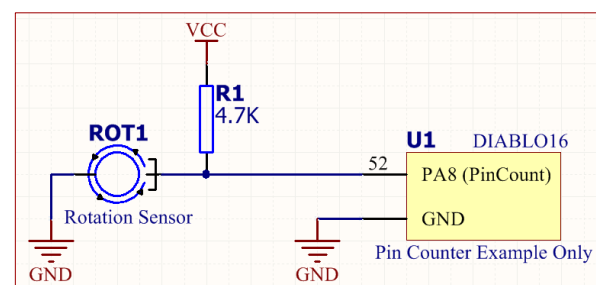 VCC
R1
4.7K
ROT1
U1 DIABLO16
52
PA8 (PinCount)
Rotation Sensor
GND
Pin Counter Example Only
GND
GND